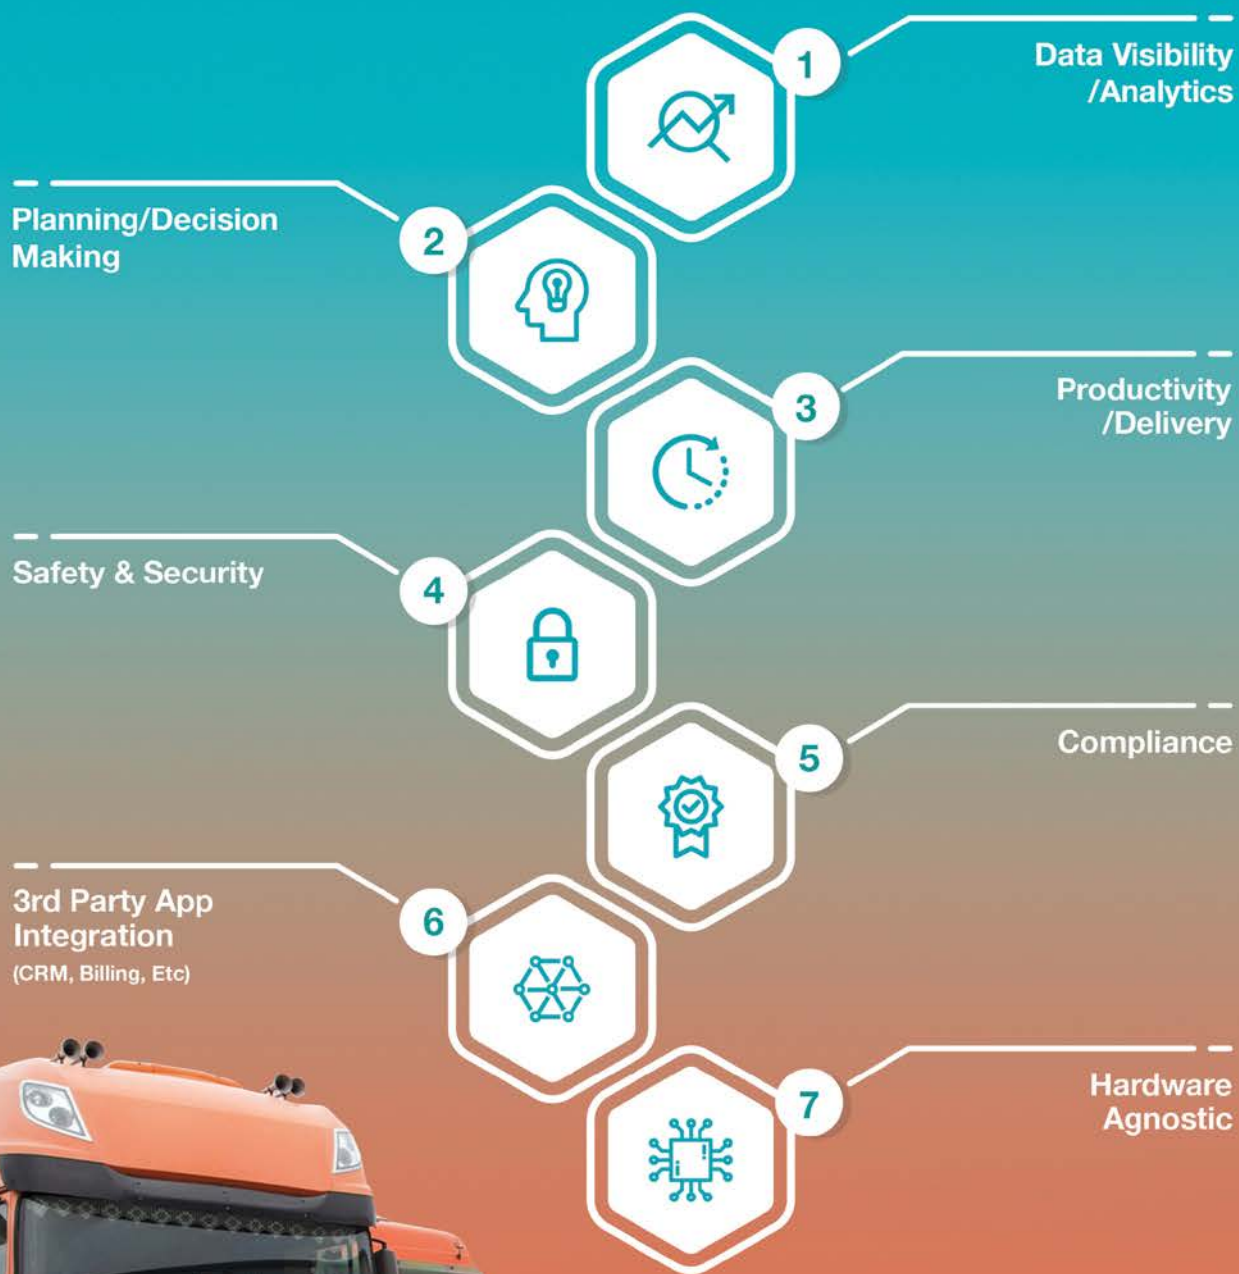 1
Data Visibility
/Analytics
2
Planning/Decision
Making
3
Productivity
/Delivery
4
Safety & Security
5
Compliance
6
3rd Party App
Integration
(CRM, Billing, Etc)
7
Hardware
Agnostic